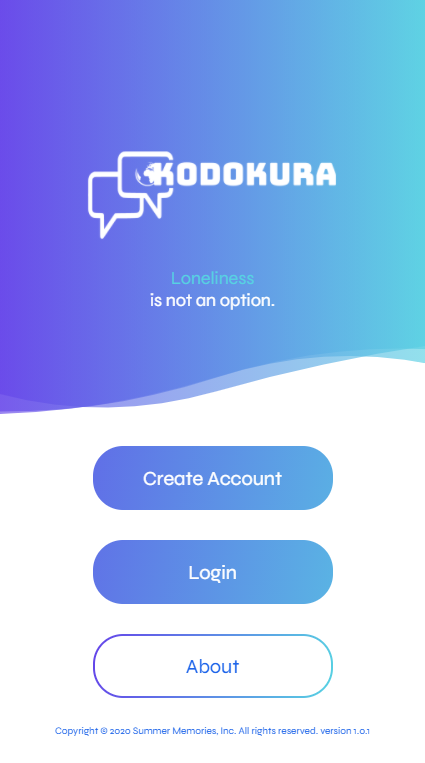 KODOKURA
Loneliness
is not an option.
Create Account
Login
About
Copyright © 2020 Summer Memories, Inc. All rights reserved. version 1.0.1